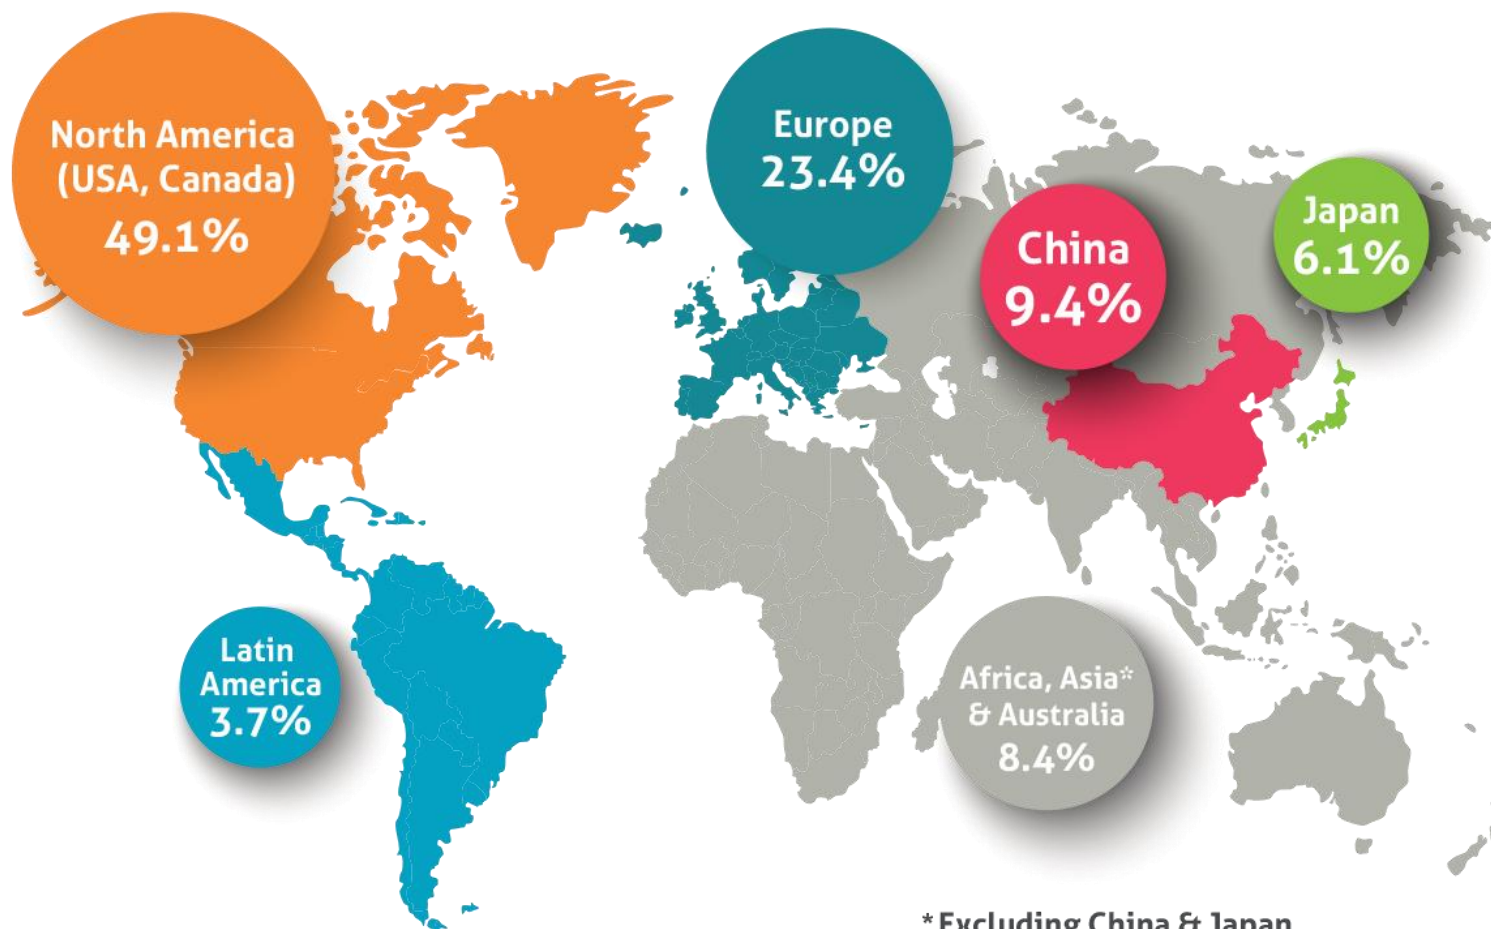 North America
(USA, Canada)
49.1%
Europe
23.4%
China
9.4%
Japan
6.1%
Latin
America
3.7%
Africa, Asia*
& Australia
8.4%
*Excluding China & Japan